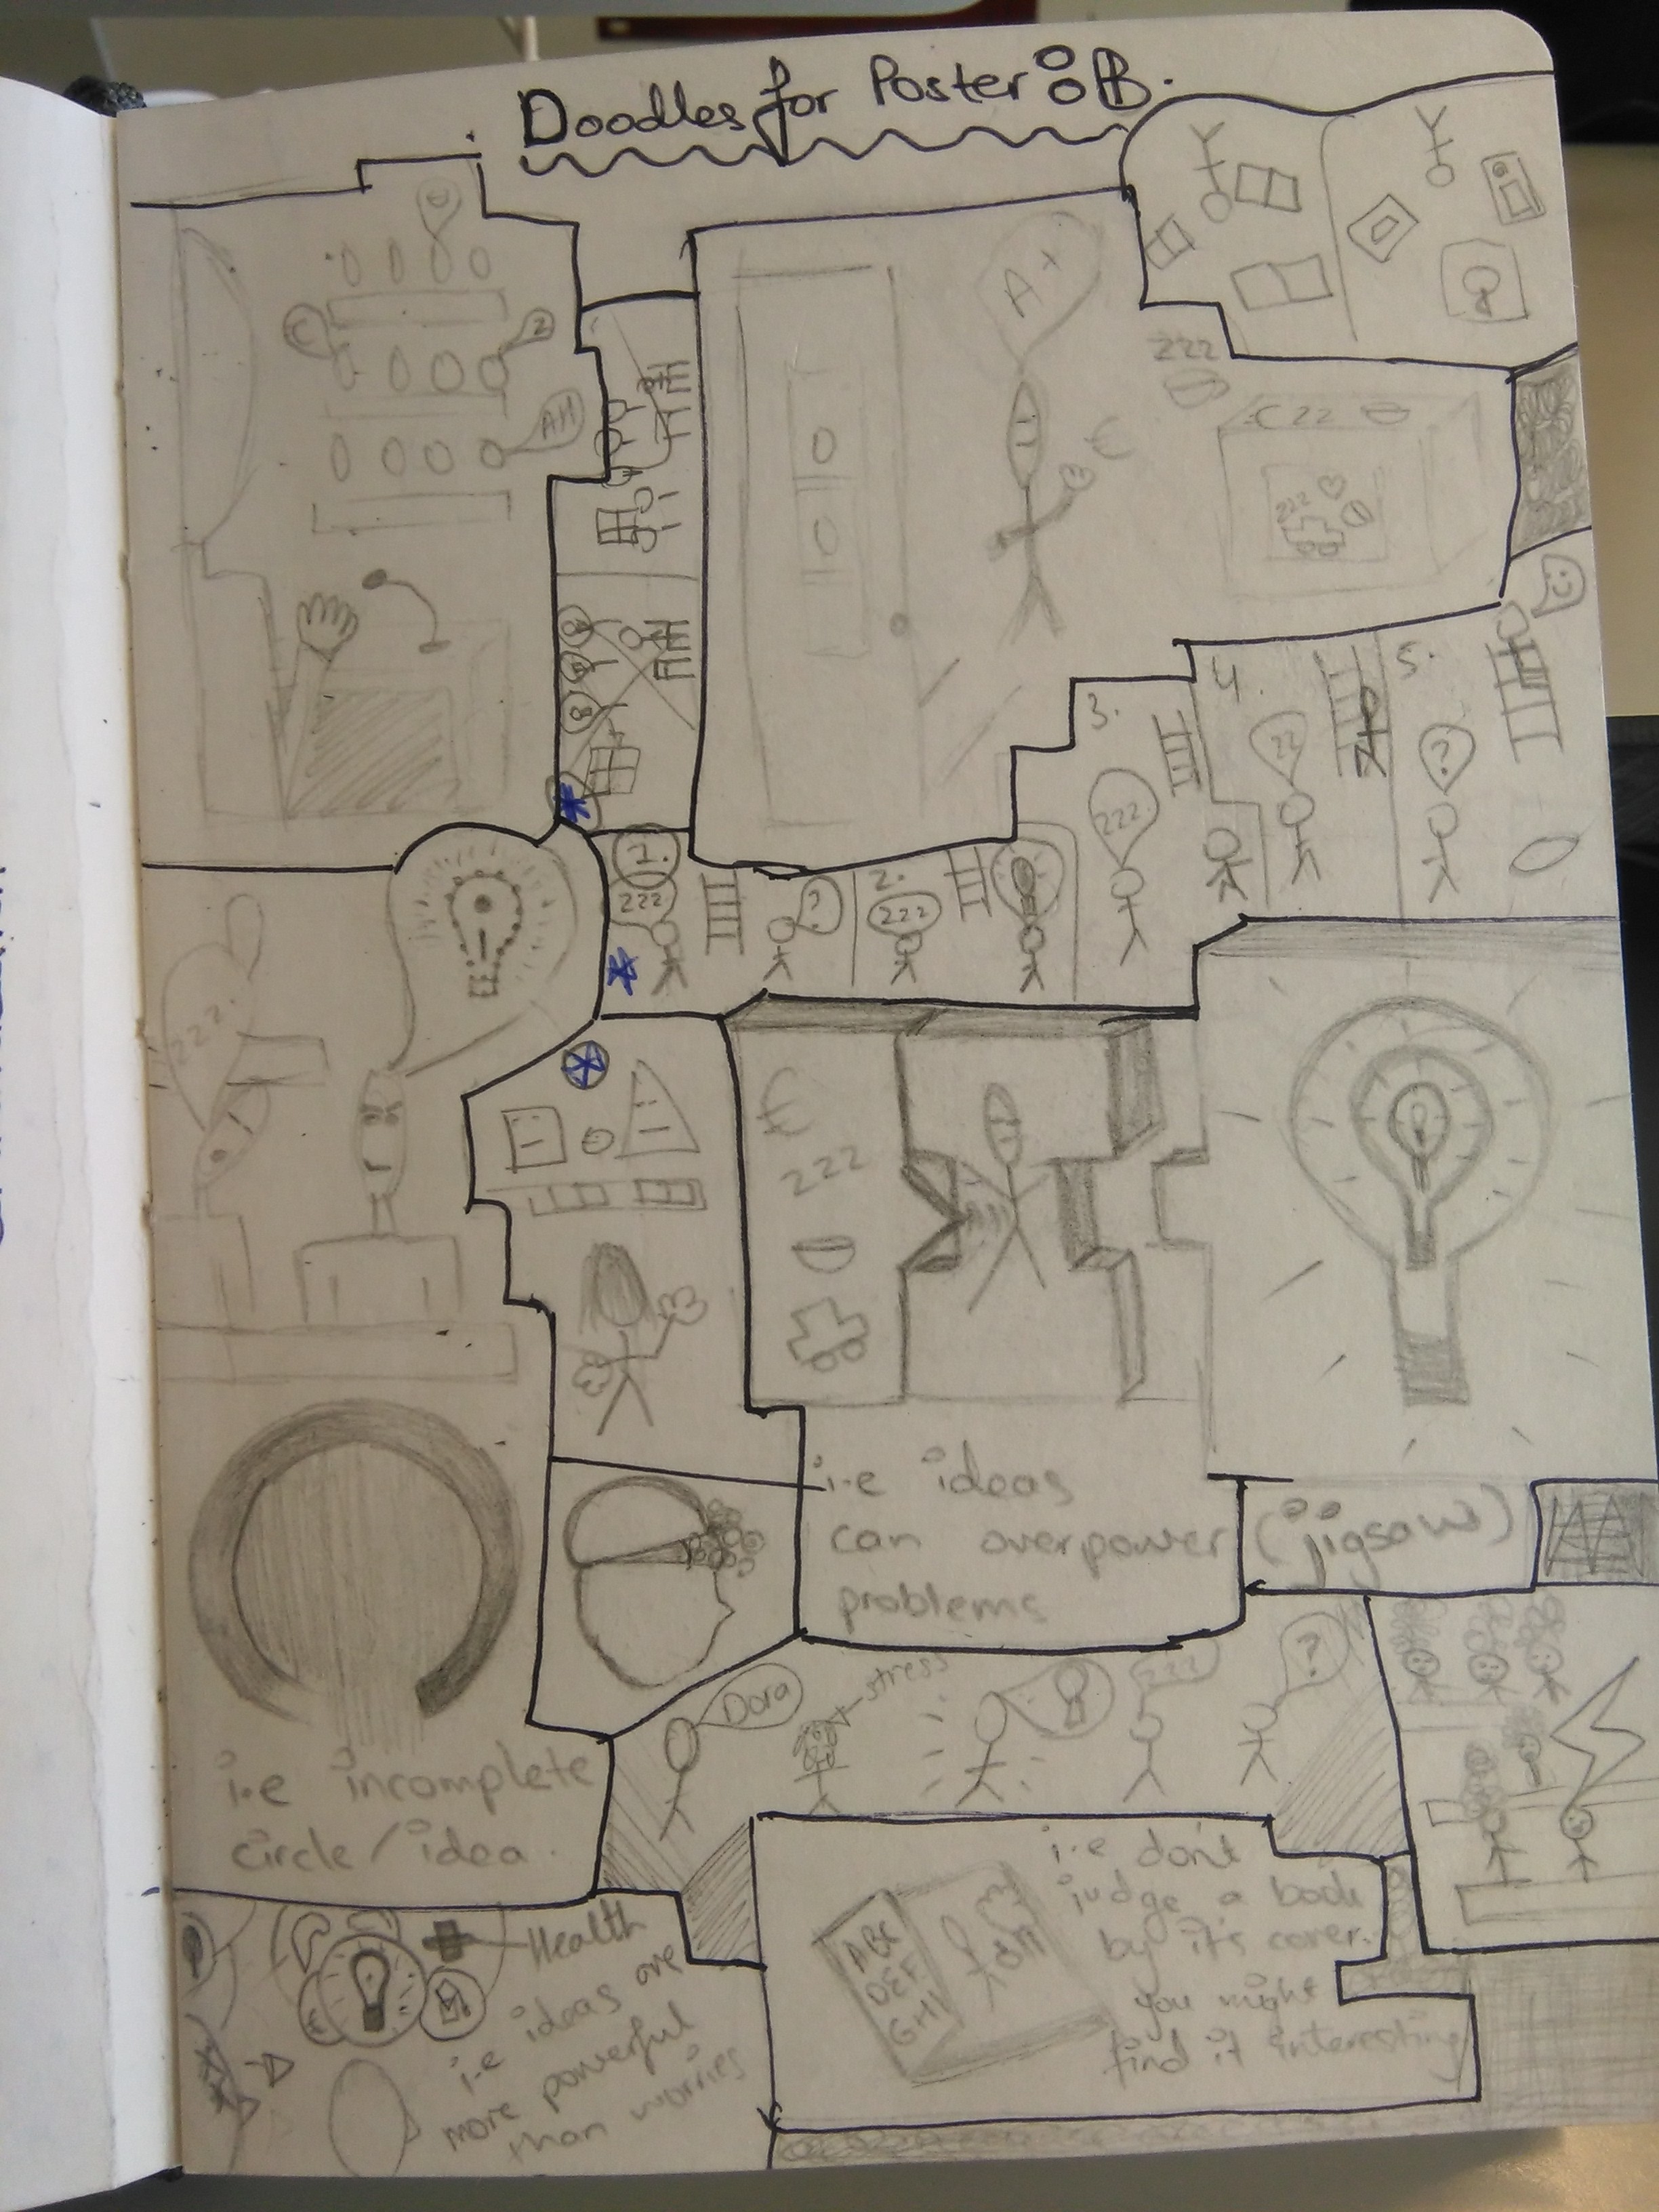 Doodles for Poster
A+
zzz
AH
2
€
zzz
zzz
3.
4.
5.
zzz
zz
?
?
1.
zzz
?
2.
zzz
zzz.
€
zzz
i.e ideas
can overpower (jigsaw)
problems
Dora
stress
zzz
?
i.e incomplete
circle/idea.
Health
i.e ideas are
more powerful
than worries
€
ABC
DEF
GHI
i.e don't
judge a book
by it's cover.
you might
find it interesting